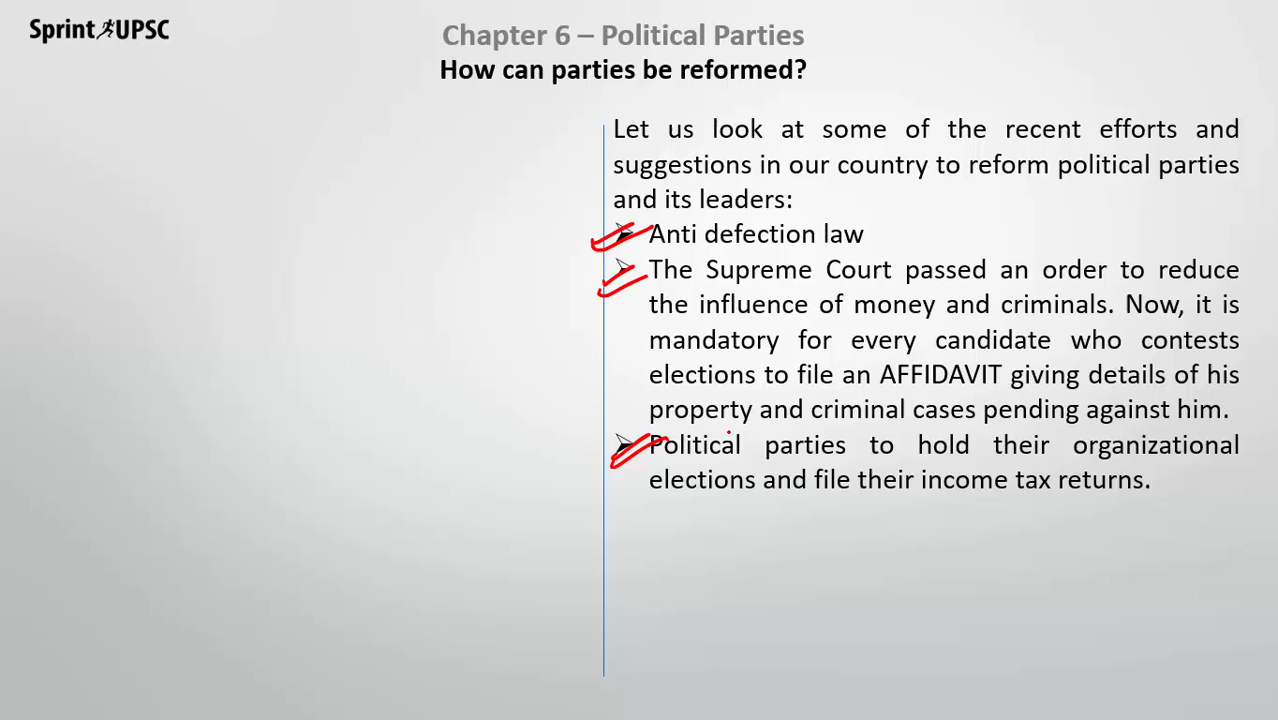 Sprint UPSC
Chapter 6 – Political Parties
How can parties be reformed?
Let us look at some of the recent efforts and
suggestions in our country to reform political parties
and its leaders:
Anti defection law
The Supreme Court passed an order to reduce
the influence of money and criminals. Now, it is
mandatory for every candidate who contests
elections to file an AFFIDAVIT giving details of his
property and criminal cases pending against him.
Political parties to hold their organizational
elections and file their income tax returns.